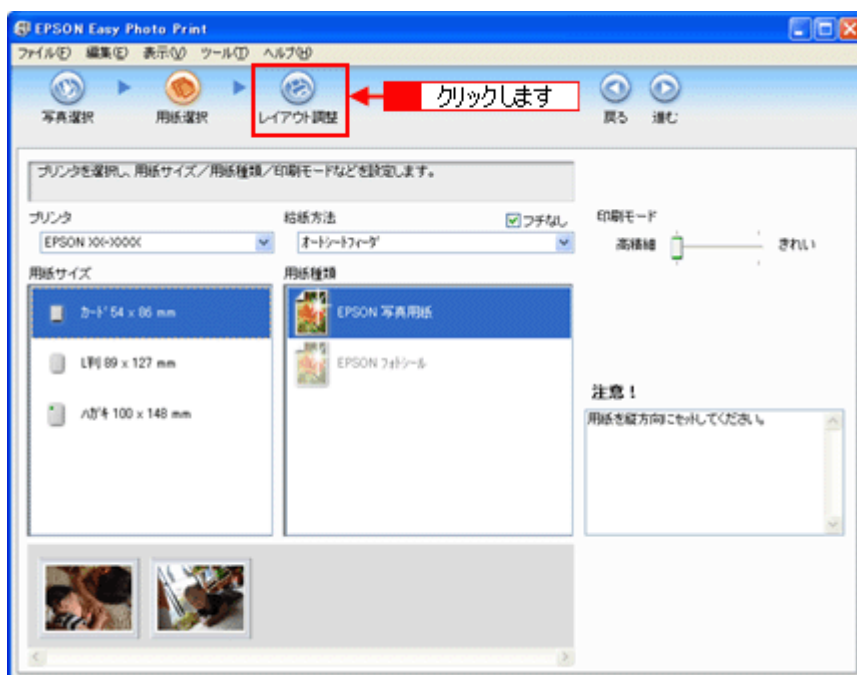 EPSON Easy Photo Print
ファイル(F) 編集(E) 表示(V) ツール(T) ヘルプ(H)
写真選択 用紙選択 レイアウト調整 クリックします 戻る 進む
プリンタを選択し、用紙サイズ/用紙種類/印刷モードなどを設定します。
プリンタ 給紙方法 フチなし 印刷モード
EPSON XX-XXXX オートシートフィーダ 高精細 きれい
用紙サイズ 用紙種類
カード 54 x 86 mm EPSON 写真用紙
L判 89 x 127 mm EPSON フォトシール
ハガキ 100 x 148 mm
注意!
用紙を縦方向にセットしてください。